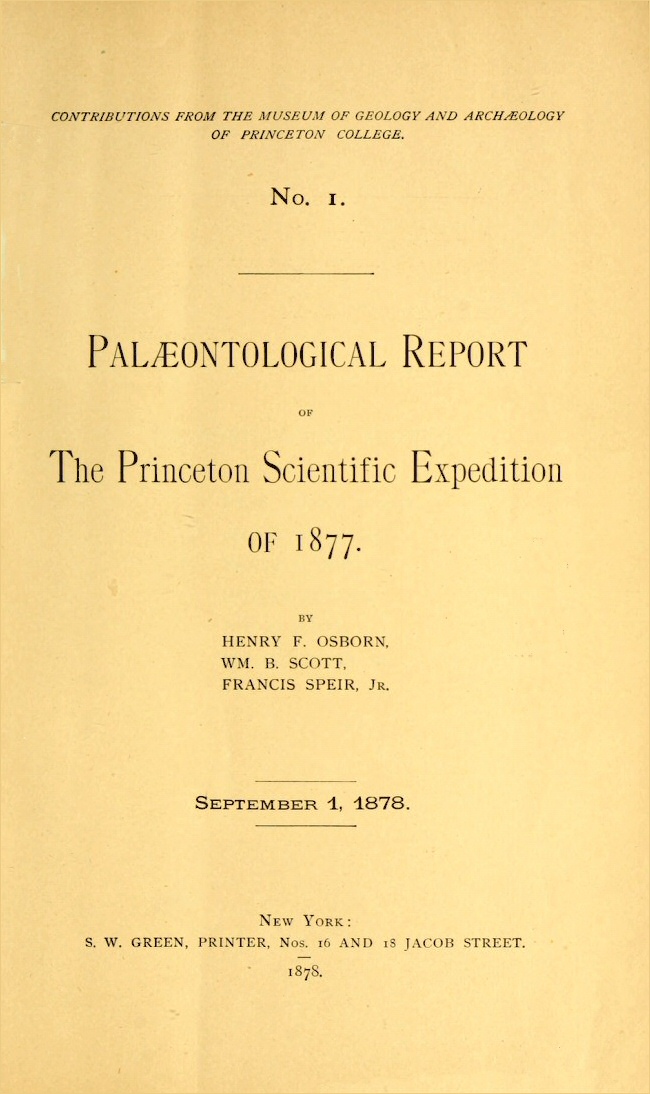 CONTRIBUTIONS FROM THE MUSEUM OF GEOLOGY AND ARCHÆOLOGY
OF PRINCETON COLLEGE.
No. 1.
PALÆONTOLOGICAL REPORT
OF
The Princeton Scientific Expedition
OF 1877.
BY
HENRY F. OSBORN,
WM. B. SCOTT,
FRANCIS SPEIR, JR.
SEPTEMBER 1, 1878.
NEW YORK:
S. W. GREEN, PRINTER, Nos. 16 AND 18 JACOB STREET.
1878.